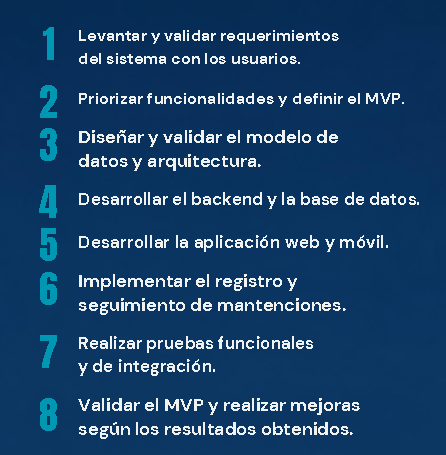 1 Levantar y validar requerimientos
del sistema con los usuarios.
2 Priorizar funcionalidades y definir el MVP.
3 Diseñar y validar el modelo de
datos y arquitectura.
4 Desarrollar el backend y la base de datos.
5 Desarrollar la aplicación web y móvil.
6 Implementar el registro y
seguimiento de mantenciones.
7 Realizar pruebas funcionales
y de integración.
8 Validar el MVP y realizar mejoras
según los resultados obtenidos.